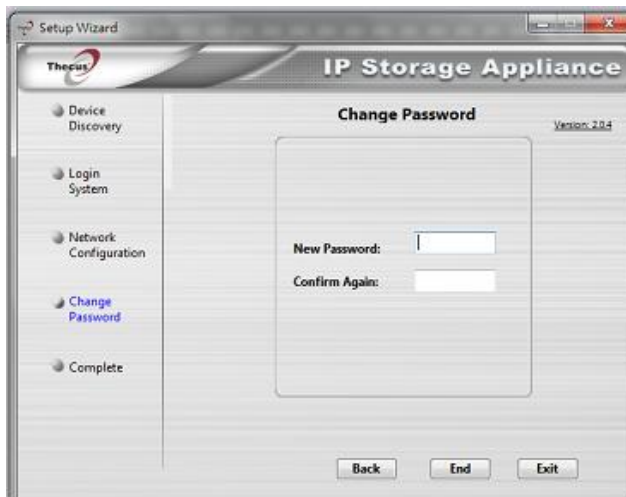 Setup Wizard
Thecus
IP Storage Appliance
Device
Discovery
Login
System
Network
Configuration
Change
Password
Complete
Change Password
Version: 2.0.4
New Password:
Confirm Again:
Back
End
Exit